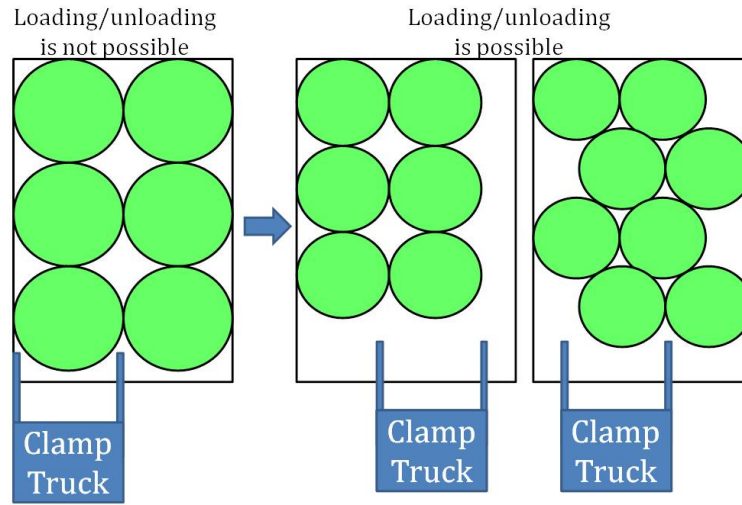 Loading/unloading
is not possible
Loading/unloading
is possible
Clamp
Truck
Clamp
Truck
Clamp
Truck